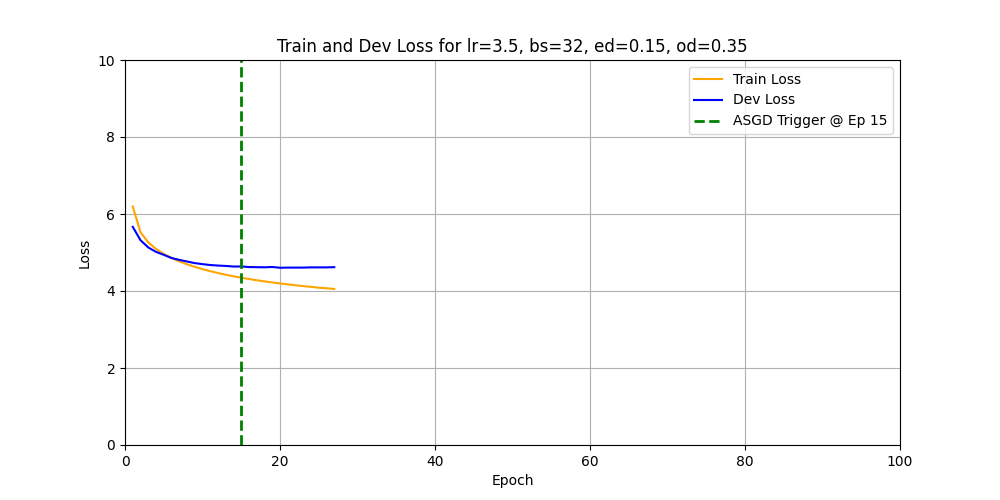 Train and Dev Loss for lr=3.5, bs=32, ed=0.15, od=0.35
Train Loss
Dev Loss
ASGD Trigger @ Ep 15
Loss
10
8
6
4
2
0
0 20 40 60 80 100
Epoch